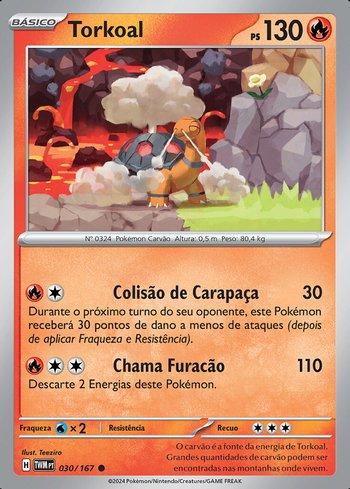 BÁSICO
Torkoal
PS 130
Nº 0324 Pokémon Carvão Altura: 0,5 m Peso: 80,4 kg
Colisão de Carapaça 30
Durante o próximo turno do seu oponente, este Pokémon
receberá 30 pontos de dano a menos de ataques (depois
de aplicar Fraqueza e Resistência).
Chama Furacão 110
Descarte 2 Energias deste Pokémon.
Fraqueza × 2 Resistência Recuo
Ilust. Teeziro
H TWM PT 030/167
O carvão é a fonte da energia de Torkoal.
Grandes quantidades de carvão podem ser
encontradas nas montanhas onde vivem.
©2024 Pokémon/Nintendo/Creatures/GAME FREAK